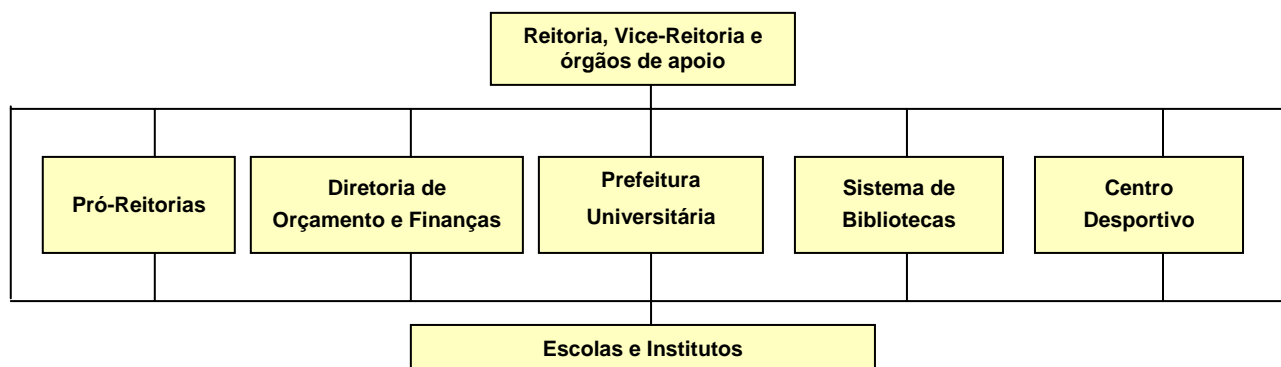 Reitoria, Vice-Reitoria e
órgãos de apoio
Pró-Reitorias
Diretoria de
Orçamento e Finanças
Prefeitura
Universitária
Sistema de
Bibliotecas
Centro
Desportivo
Escolas e Institutos